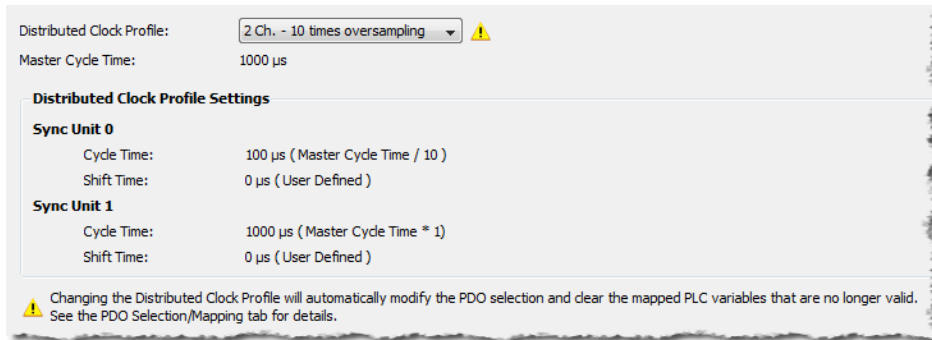 Distributed Clock Profile: 2 Ch. - 10 times oversampling
Master Cycle Time: 1000 µs
Distributed Clock Profile Settings
Sync Unit 0
Cycle Time: 100 µs ( Master Cycle Time / 10 )
Shift Time: 0 µs ( User Defined )
Sync Unit 1
Cycle Time: 1000 µs ( Master Cycle Time * 1)
Shift Time: 0 µs ( User Defined )
Changing the Distributed Clock Profile will automatically modify the PDO selection and clear the mapped PLC variables that are no longer valid.
See the PDO Selection/Mapping tab for details.